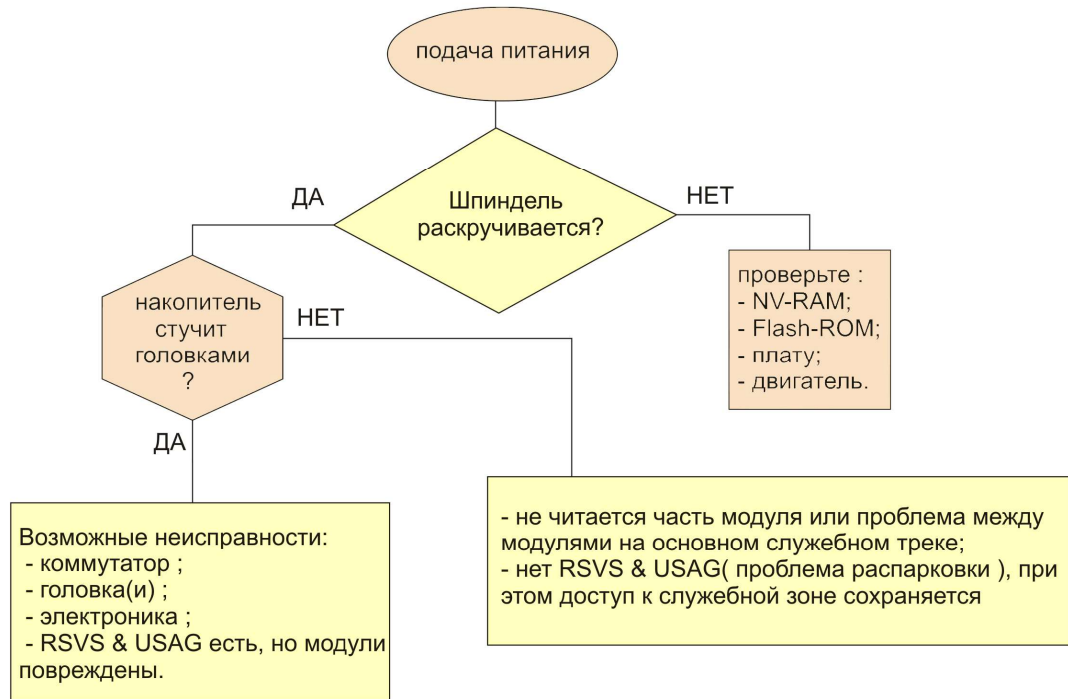 подача питания
Шпиндель
раскручивается?
ДА
НЕТ
накопитель
стучит
головками
?
НЕТ
проверьте :
- NV-RAM;
- Flash-ROM;
- плату;
- двигатель.
ДА
Возможные неисправности:
- коммутатор ;
- головка(и) ;
- электроника ;
- RSVS & USAG есть, но модули
повреждены.
- не читается часть модуля или проблема между
модулями на основном служебном треке;
- нет RSVS & USAG( проблема распарковки ), при
этом доступ к служебной зоне сохраняется